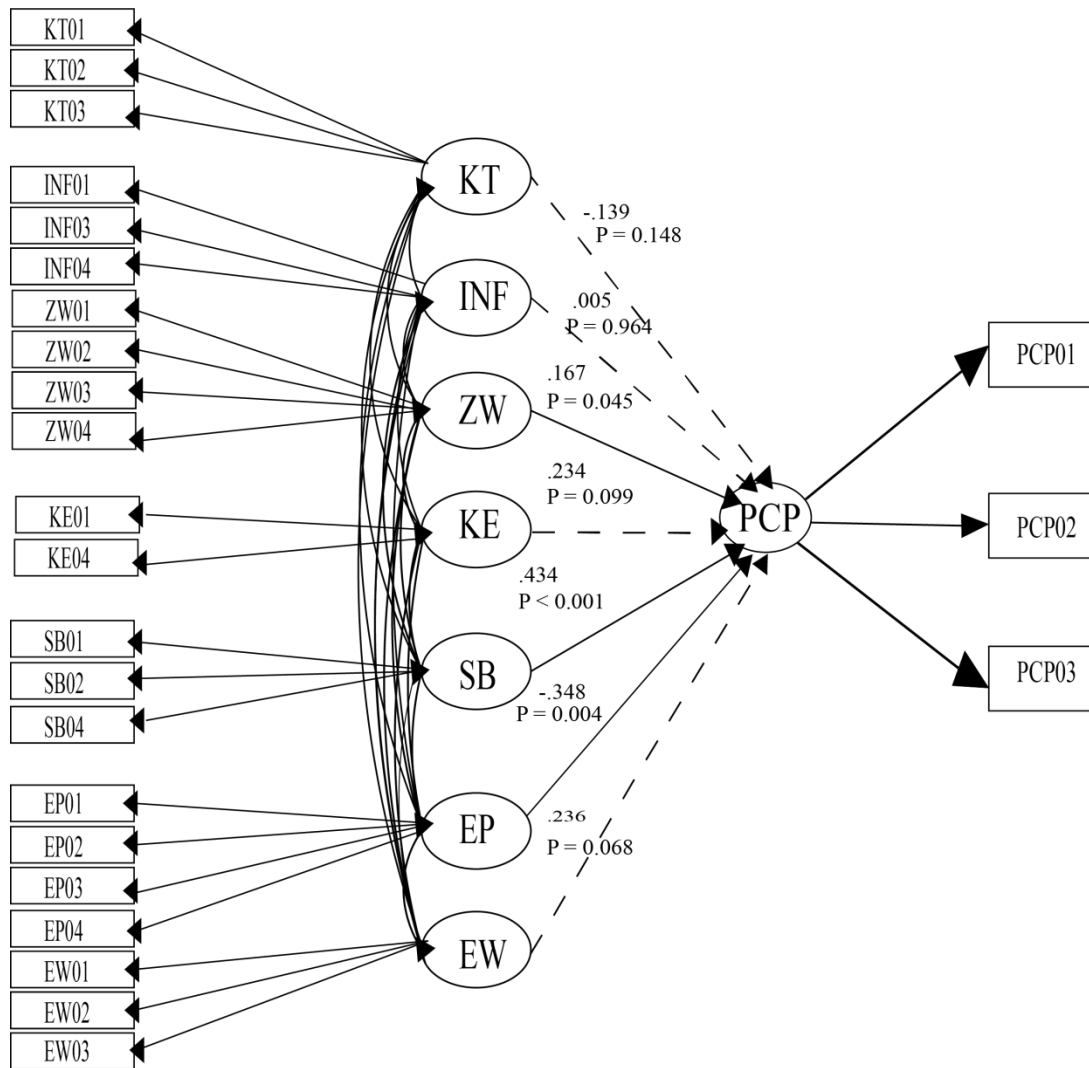 KT01
KT02
KT03
INF01
INF03
INF04
ZW01
ZW02
ZW03
ZW04
KE01
KE04
SB01
SB02
SB04
EP01
EP02
EP03
EP04
EW01
EW02
EW03
KT
INF
ZW
KE
SB
EP
EW
-.139
P = 0.148
.005
P = 0.964
.167
P = 0.045
.234
P = 0.099
.434
P < 0.001
-.348
P = 0.004
.236
P = 0.068
PCP
PCP01
PCP02
PCP03